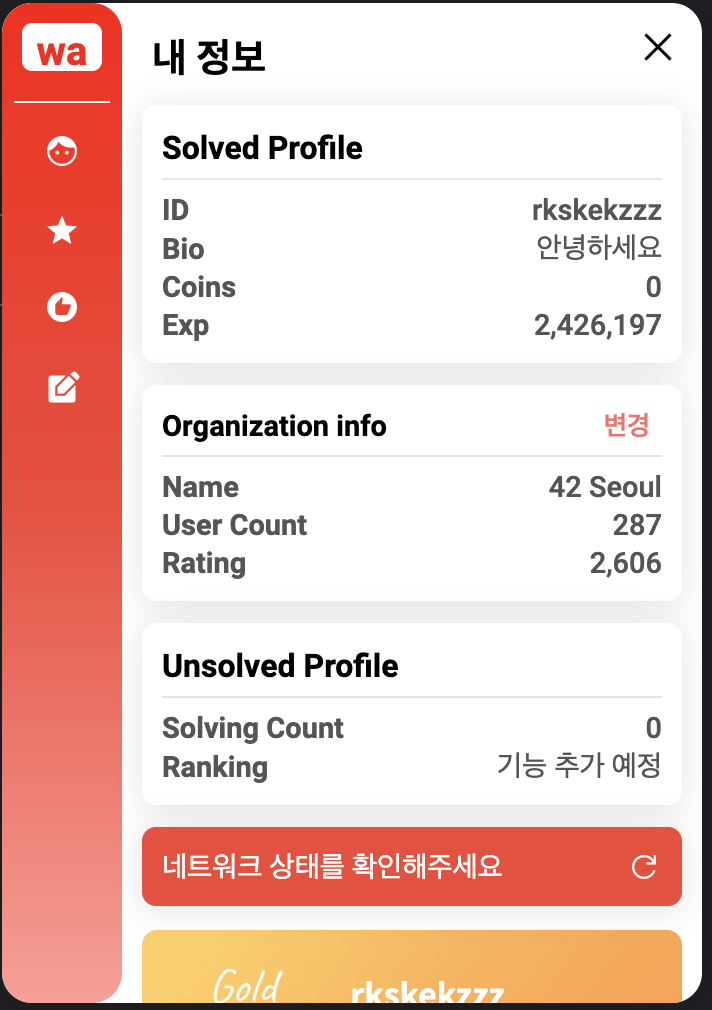 wa
내 정보
Solved Profile
ID rkskekzzz
Bio 안녕하세요
Coins 0
Exp 2,426,197
Organization info 변경
Name 42 Seoul
User Count 287
Rating 2,606
Unsolved Profile
Solving Count 0
Ranking 기능 추가 예정
네트워크 상태를 확인해주세요
Gold rkskekzzz